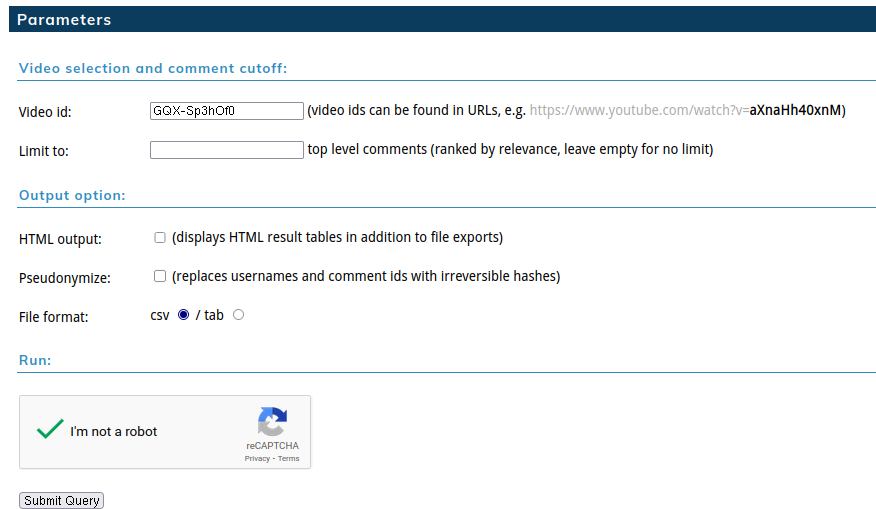 Parameters
Video selection and comment cutoff:
Video id: GQX-Sp3hOf0 (video ids can be found in URLs, e.g. https://www.youtube.com/watch?v=aXnaHh40xnM)
Limit to: top level comments (ranked by relevance, leave empty for no limit)
Output option:
HTML output: (displays HTML result tables in addition to file exports)
Pseudonymize: (replaces usernames and comment ids with irreversible hashes)
File format: csv / tab
Run:
I'm not a robot
reCAPTCHA
Privacy - Terms
Submit Query